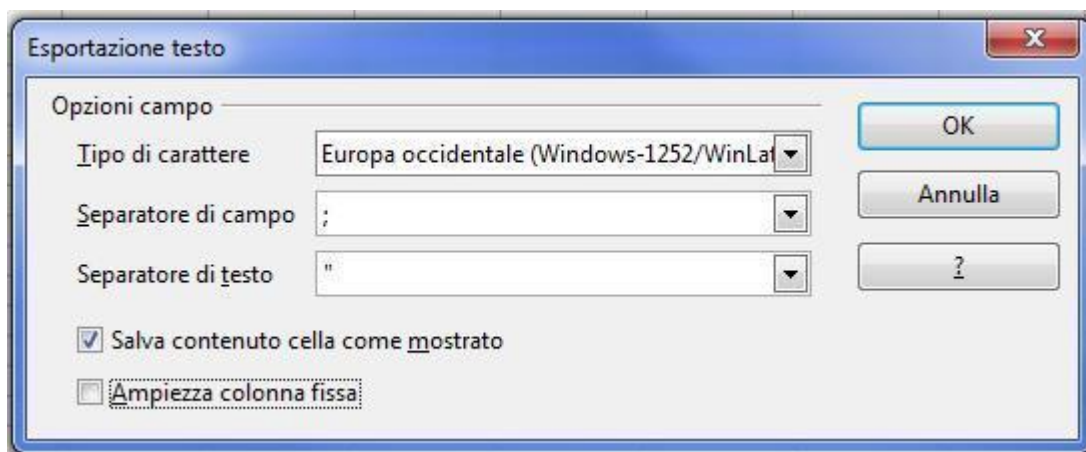 Esportazione testo
X
Opzioni campo
OK
Tipo di carattere
Europa occidentale (Windows-1252/WinLat
Annulla
Separatore di campo
;
?
Separatore di testo
"
Salva contenuto cella come mostrato
Ampiezza colonna fissa